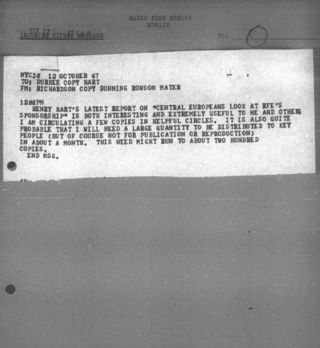 RADIO FREE EUROPE
MUNICH
NYC38 12 OCTOBER 67
TO: DURKEE COPY HART
FM: RICHARDSON COPY DUNNING ROWSON MATER
1255PM
HENRY HART'S LATEST REPORT ON "CENTRAL EUROPEANS LOOK AT RFE'S
SPONSORSHIP" IS BOTH INTERESTING AND EXTREMELY USEFUL TO ME AND OTHERS
I AM CIRCULATING A FEW COPIES IN HELPFUL CIRCLES. IT IS ALSO QUITE
PROBABLE THAT I WILL NEED A LARGE QUANTITY TO BE DISTRIBUTED TO KEY
PEOPLE (BUT OF COURSE NOT FOR PUBLICATION OR REPRODUCTION)
IN ABOUT A MONTH. THIS NEED MIGHT RUN TO ABOUT TWO HUNDRED
COPIES.
END MSG.